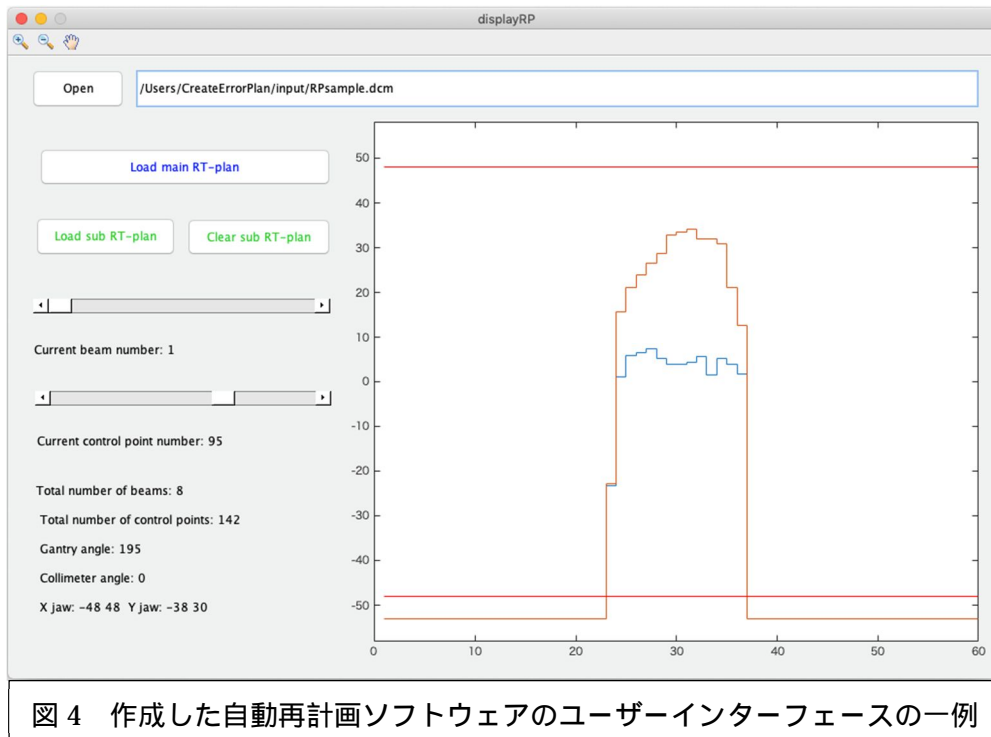 displayRP
Open
/Users/CreateErrorPlan/input/RPsample.dcm
Load main RT-plan
Load sub RT-plan
Clear sub RT-plan
Current beam number: 1
Current control point number: 95
Total number of beams: 8
Total number of control points: 142
Gantry angle: 195
Collimeter angle: 0
X jaw: -48 48 Y jaw: -38 30
50
40
30
20
10
0
-10
-20
-30
-40
-50
0 10 20 30 40 50 60
図 4 作成した自動再計画ソフトウェアのユーザーインターフェースの一例